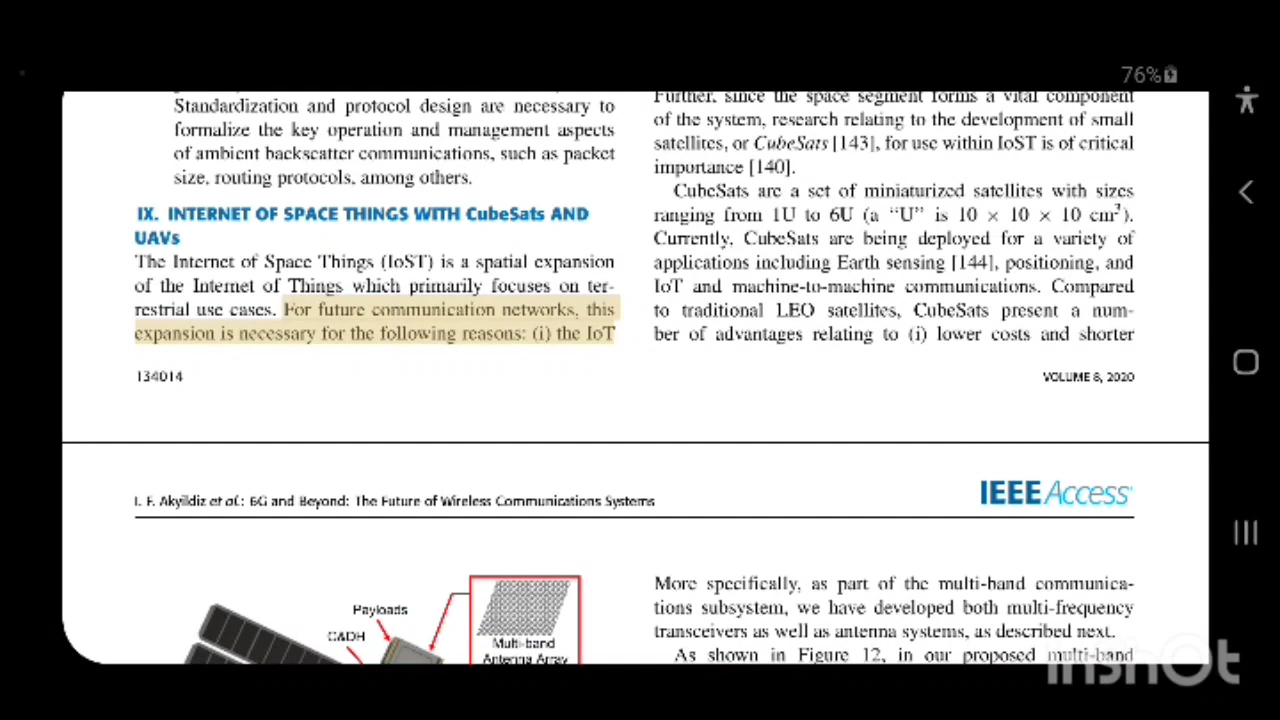 76%
Standardization and protocol design are necessary to
formalize the key operation and management aspects
of ambient backscatter communications, such as packet
size, routing protocols, among others.
IX. INTERNET OF SPACE THINGS WITH CubeSats AND
UAVs
The Internet of Space Things (IoST) is a spatial expansion
of the Internet of Things which primarily focuses on ter-
restrial use cases. For future communication networks, this
expansion is necessary for the following reasons: (i) the IoT
Further, since the space segment forms a vital component
of the system, research relating to the development of small
satellites, or CubeSats [143], for use within IoST is of critical
importance [140].
CubeSats are a set of miniaturized satellites with sizes
ranging from 1U to 6U (a “U” is 10 × 10 × 10 cm³).
Currently, CubeSats are being deployed for a variety of
applications including Earth sensing [144], positioning, and
IoT and machine-to-machine communications. Compared
to traditional LEO satellites, CubeSats present a num-
ber of advantages relating to (i) lower costs and shorter
134014
VOLUME 8, 2020
I. F. Akyildiz et al.: 6G and Beyond: The Future of Wireless Communications Systems
IEEE Access
Payloads
C&DH
Multi-band
Antenna Array
More specifically, as part of the multi-band communica-
tions subsystem, we have developed both multi-frequency
transceivers as well as antenna systems, as described next.
As shown in Figure 12, in our proposed multi-band
InShOt